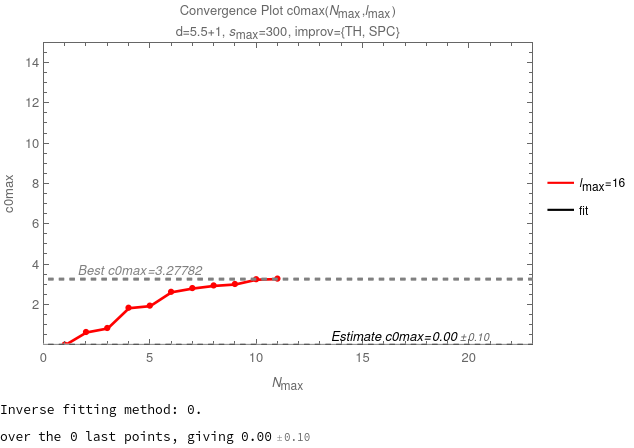 Convergence Plot c0max(Nmax,lmax)
d=5.5+1, smax=300, improv={TH, SPC}
14
12
10
8
6
4
2
c0max
Best c0max=3.27782
Estimate c0max=0.00 ±0.10
0 5 10 15 20
Nmax
lmax=16
fit
Inverse fitting method: 0.
over the 0 last points, giving 0.00 ±0.10